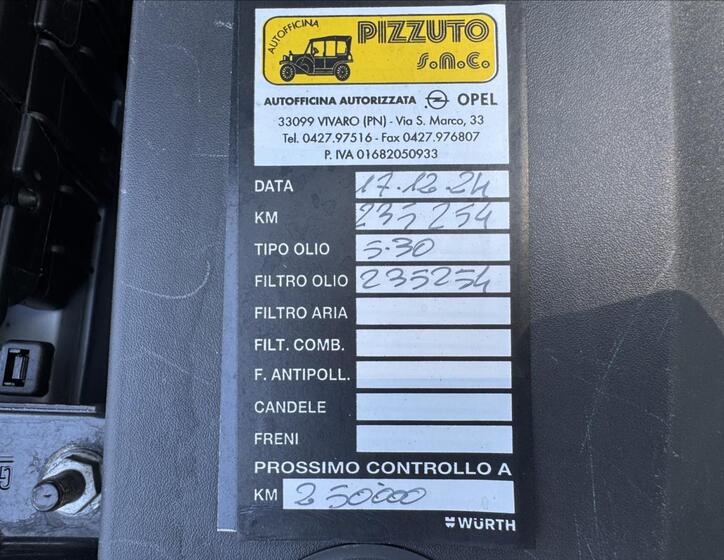 AUTOFFICINA
PIZZUTO
s.n.c.
AUTOFFICINA AUTORIZZATA OPEL
33099 VIVARO (PN) - Via S. Marco, 33
Tel. 0427.97516 - Fax 0427.976807
P. IVA 01682050933
DATA 17.12.24
KM 235254
TIPO OLIO 5.30
FILTRO OLIO 235254
FILTRO ARIA
FILT. COMB.
F. ANTIPOLL.
CANDELE
FRENI
PROSSIMO CONTROLLO A
KM 250000
WÜRTH